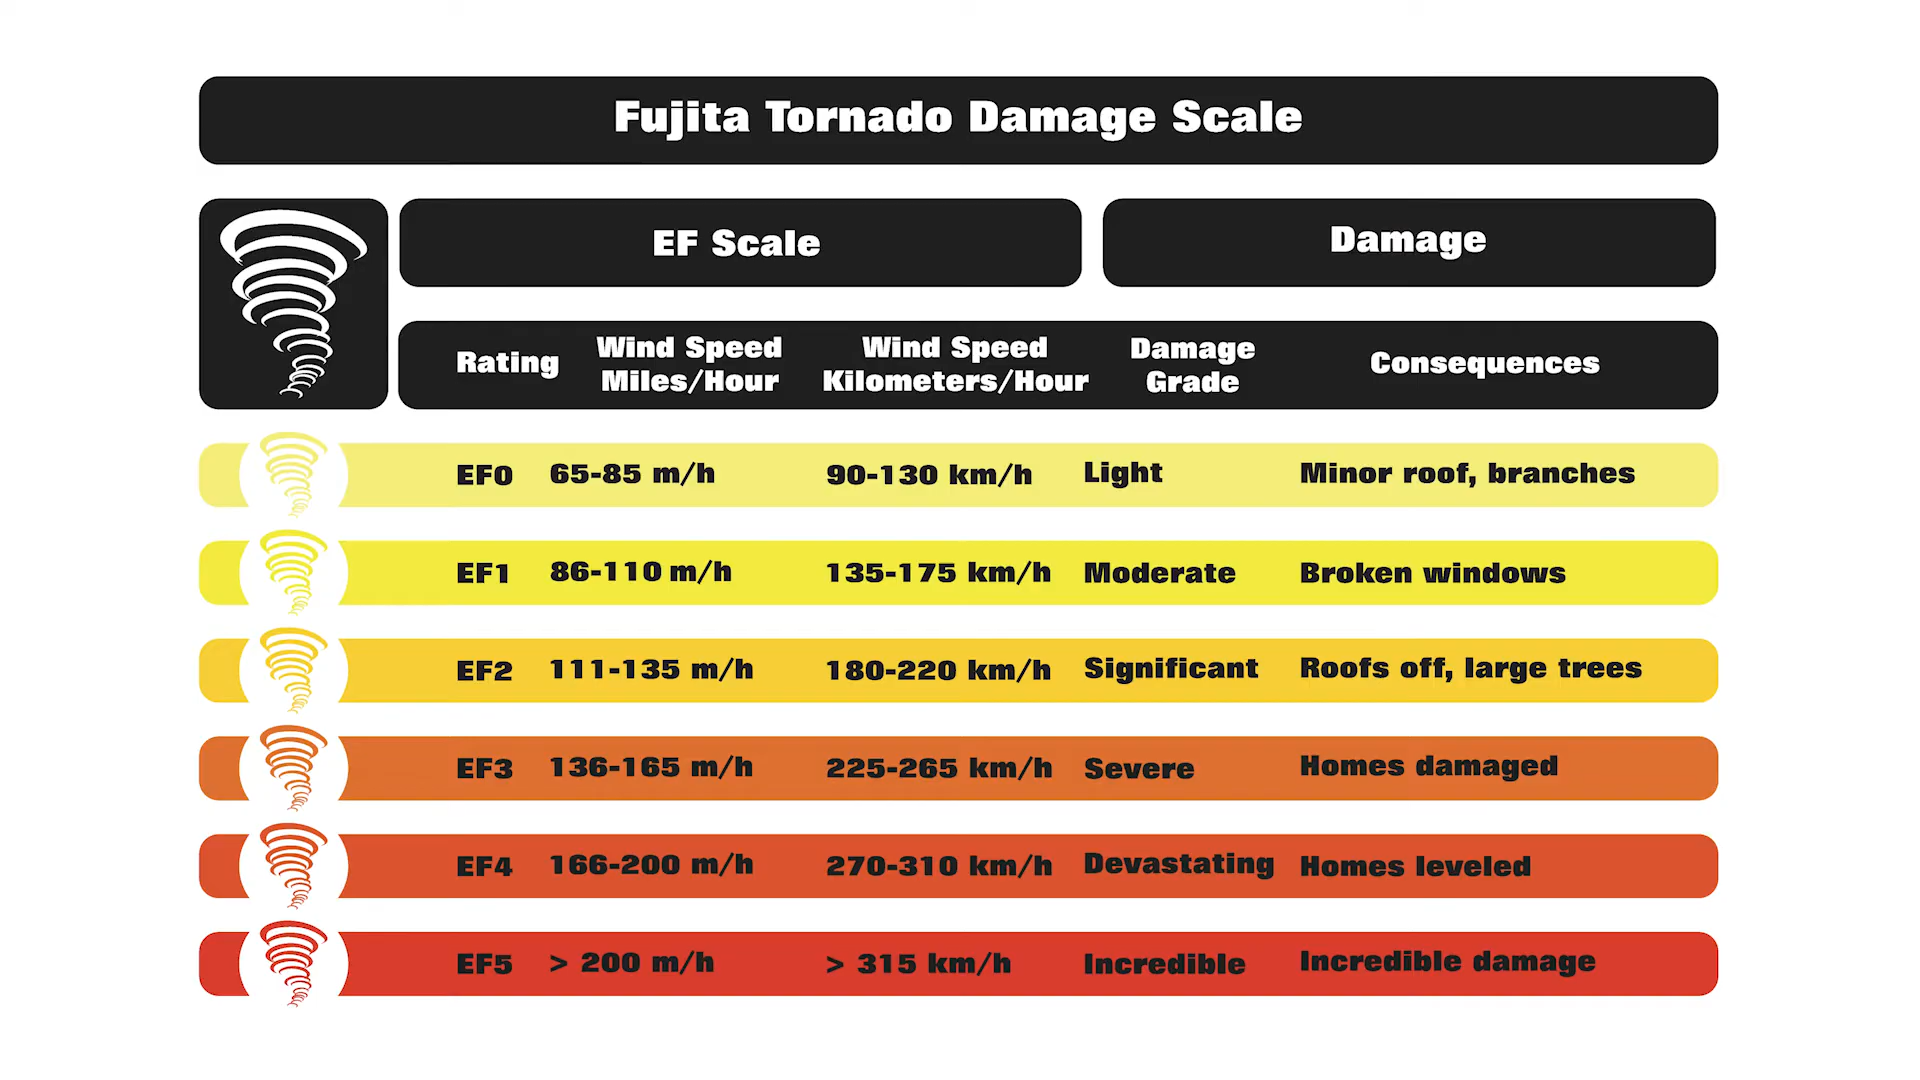 Fujita Tornado Damage Scale
EF Scale
Damage
Rating
Wind Speed
Miles/Hour
Wind Speed
Kilometers/Hour
Damage
Grade
Consequences
EF0 65-85 m/h 90-130 km/h Light Minor roof, branches
EF1 86-110 m/h 135-175 km/h Moderate Broken windows
EF2 111-135 m/h 180-220 km/h Significant Roofs off, large trees
EF3 136-165 m/h 225-265 km/h Severe Homes damaged
EF4 166-200 m/h 270-310 km/h Devastating Homes leveled
EF5 > 200 m/h > 315 km/h Incredible Incredible damage